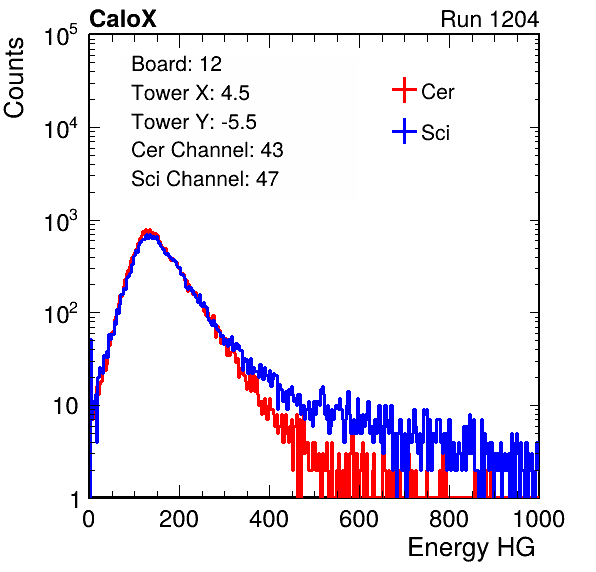 CaloX Run 1204
Counts
10^5
10^4
10^3
10^2
10
1
Board: 12
Tower X: 4.5
Tower Y: -5.5
Cer Channel: 43
Sci Channel: 47
Cer
Sci
0 200 400 600 800 1000
Energy HG